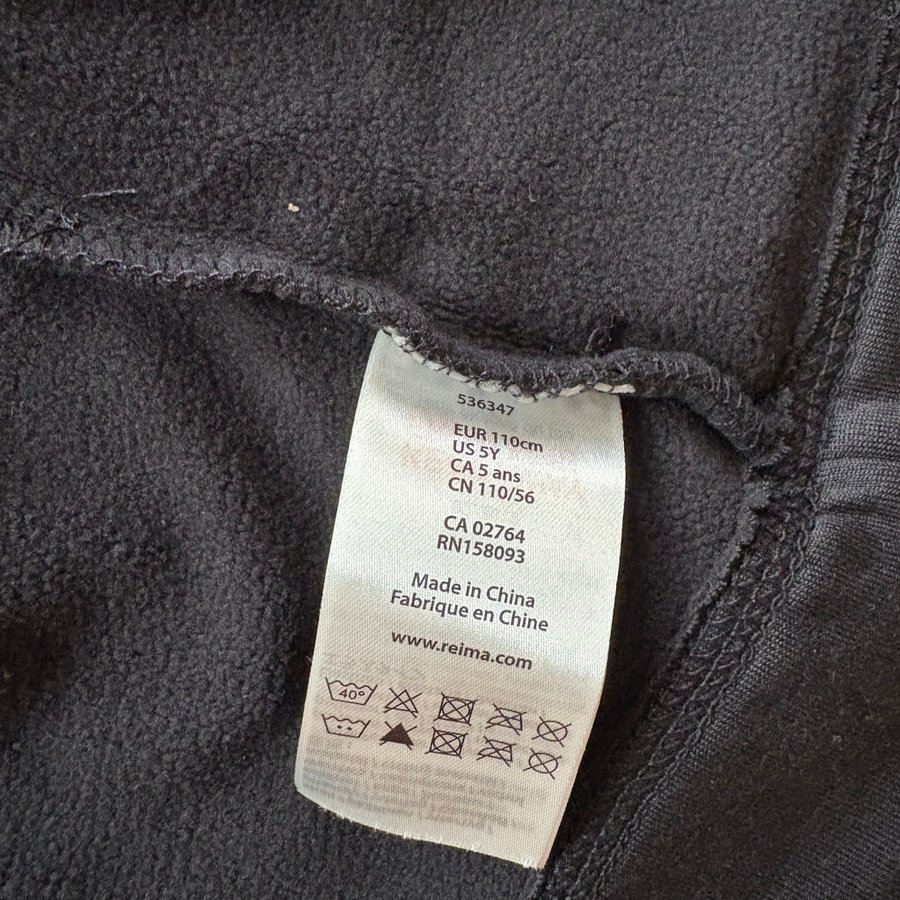 536347
EUR 110cm
US 5Y
CA 5 ans
CN 110/56
CA 02764
RN158093
Made in China
Fabrique en Chine
www.reima.com
40°